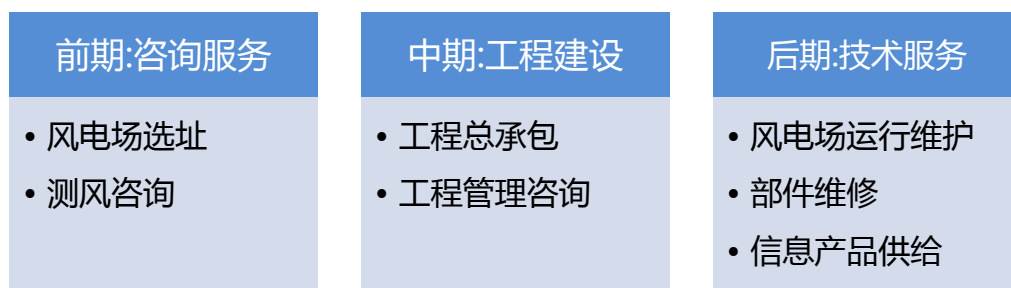 前期:咨询服务
• 风电场选址
• 测风咨询
中期:工程建设
• 工程总承包
• 工程管理咨询
后期:技术服务
• 风电场运行维护
• 部件维修
• 信息产品供给